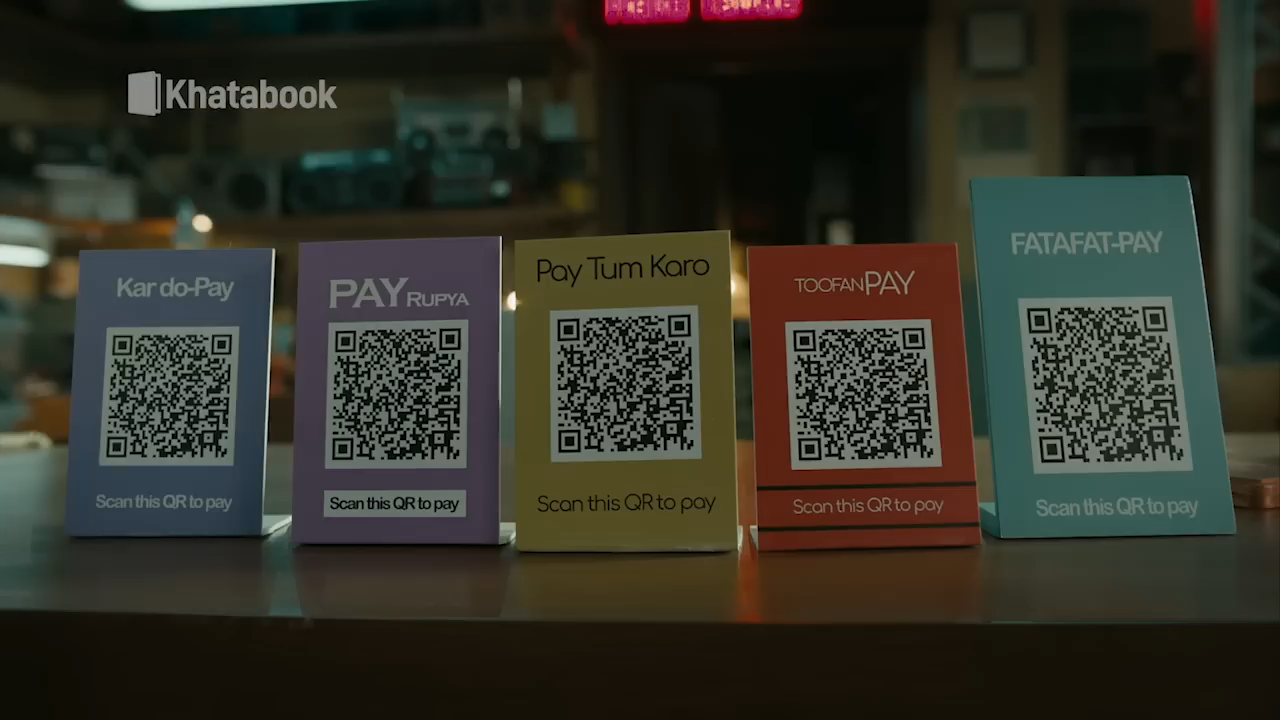 Khatabook
Kar do-Pay
Scan this QR to pay
PAY RUPYA
Scan this QR to pay
Pay Tum Karo
Scan this QR to pay
TOOFANPAY
Scan this QR to pay
FATAFAT-PAY
Scan this QR to pay